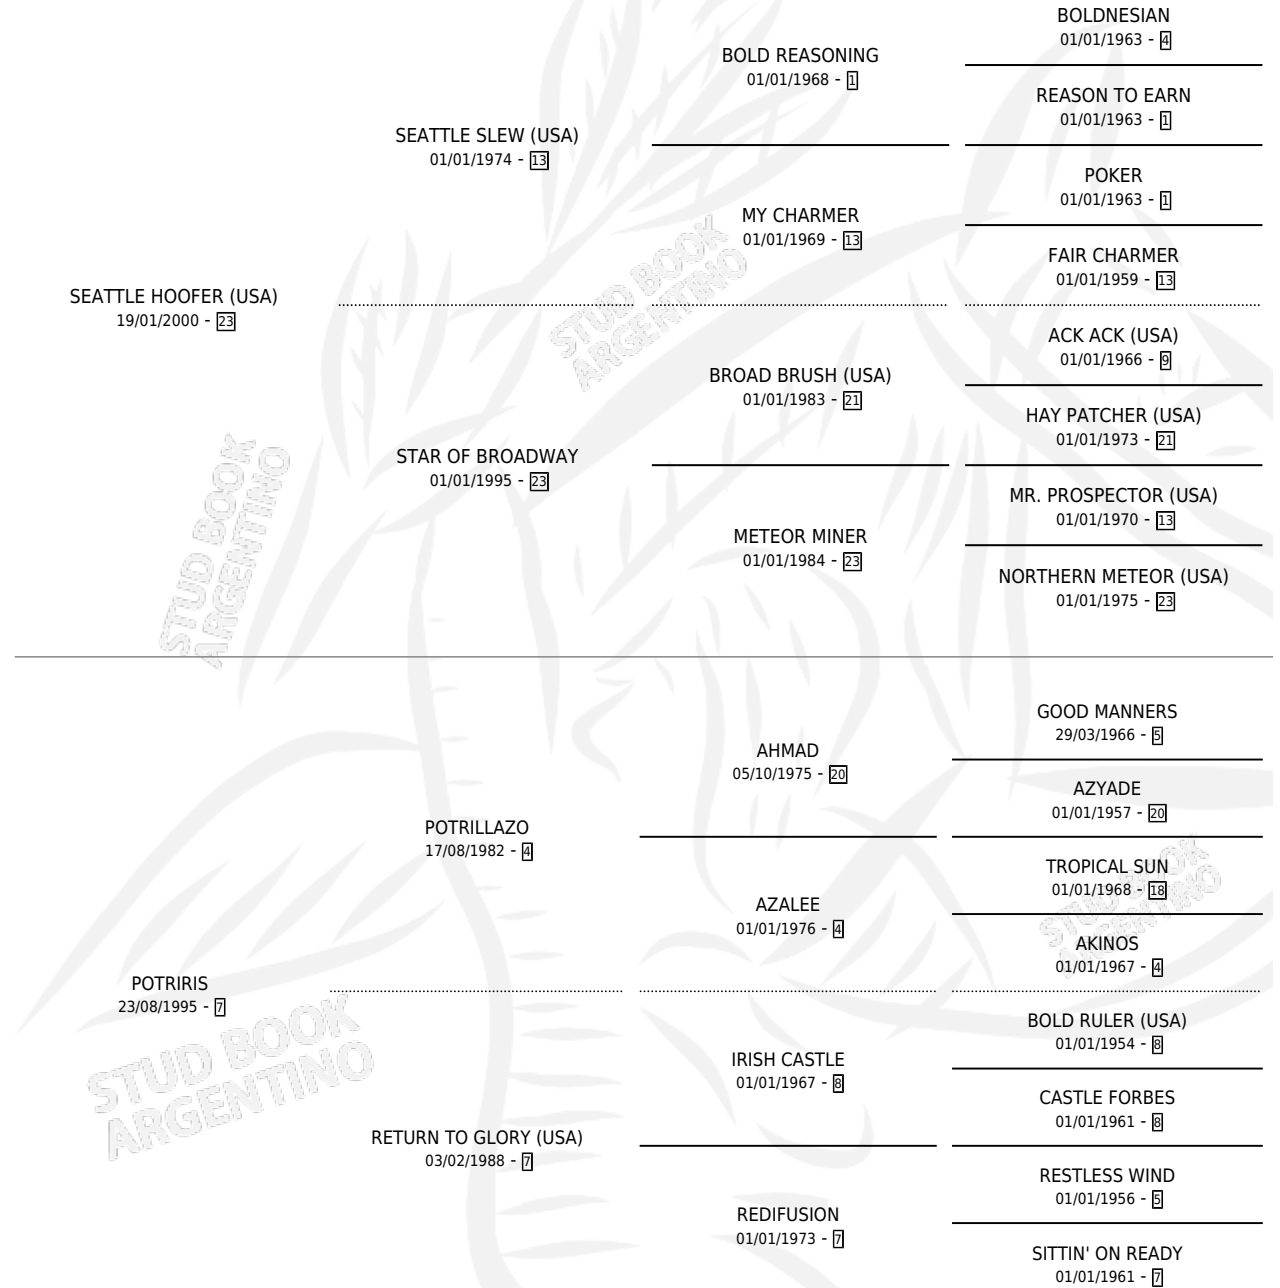 BOLDNESIAN
01/01/1963 - 4
BOLD REASONING
01/01/1968 - 1
REASON TO EARN
01/01/1963 - 1
SEATTLE SLEW (USA)
01/01/1974 - 13
POKER
01/01/1963 - 1
MY CHARMER
01/01/1969 - 13
FAIR CHARMER
01/01/1959 - 13
SEATTLE HOOFER (USA)
19/01/2000 - 23
ACK ACK (USA)
01/01/1966 - 9
BROAD BRUSH (USA)
01/01/1983 - 21
HAY PATCHER (USA)
01/01/1973 - 21
STAR OF BROADWAY
01/01/1995 - 23
MR. PROSPECTOR (USA)
01/01/1970 - 13
METEOR MINER
01/01/1984 - 23
NORTHERN METEOR (USA)
01/01/1975 - 23
GOOD MANNERS
29/03/1966 - 5
AHMAD
05/10/1975 - 20
AZYADE
01/01/1957 - 20
POTRILLAZO
17/08/1982 - 4
TROPICAL SUN
01/01/1968 - 18
AZALEE
01/01/1976 - 4
AKINOS
01/01/1967 - 4
POTRIRIS
23/08/1995 - 7
BOLD RULER (USA)
01/01/1954 - 8
IRISH CASTLE
01/01/1967 - 8
CASTLE FORBES
01/01/1961 - 8
RETURN TO GLORY (USA)
03/02/1988 - 7
RESTLESS WIND
01/01/1956 - 5
REDIFUSION
01/01/1973 - 7
SITTIN' ON READY
01/01/1961 - 7
STUD BOOK
ARGENTINO
STUD BOOK
ARGENTINO
STUD BOOK
ARGENTINO
STUD BOOK
ARGENTINO